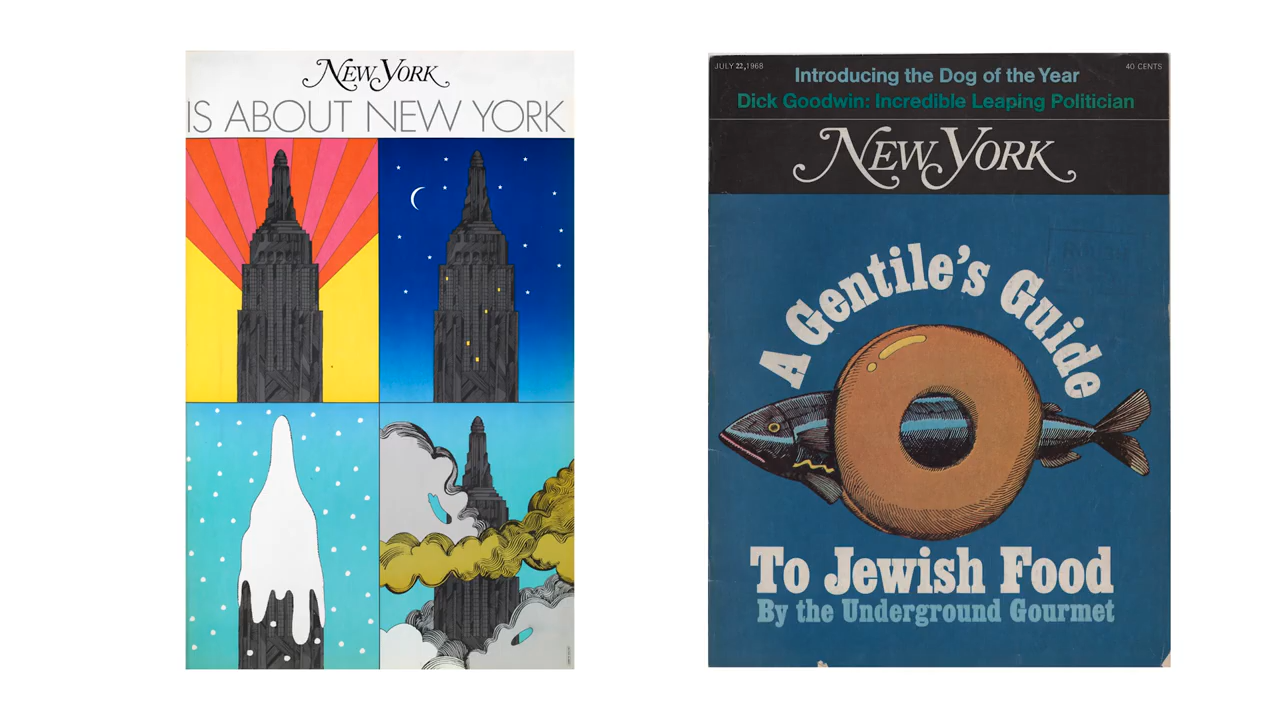 NEW YORK
IS ABOUT NEW YORK
JULY 22, 1968
40 CENTS
Introducing the Dog of the Year
Dick Goodwin: Incredible Leaping Politician
NEW YORK
A Gentile's Guide
To Jewish Food
By the Underground Gourmet